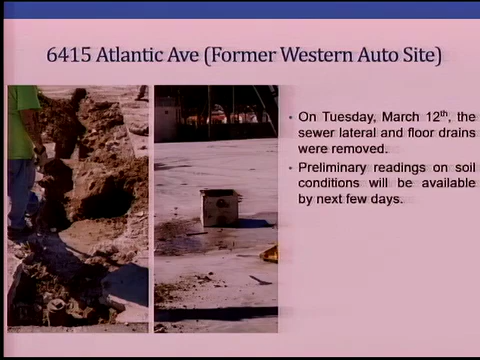 6415 Atlantic Ave (Former Western Auto Site)
• On Tuesday, March 12th, the
sewer lateral and floor drains
were removed.
• Preliminary readings on soil
conditions will be available
by next few days.